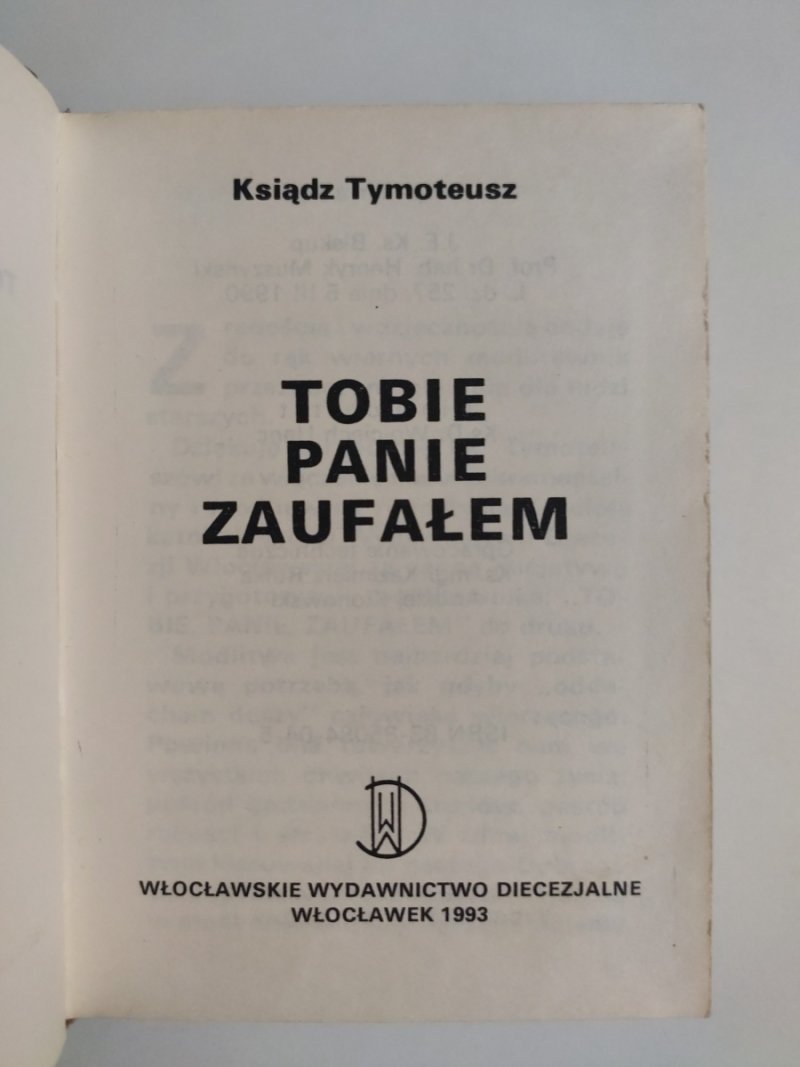 Ksiądz Tymoteusz
TOBIE
PANIE
ZAUFAŁEM
WŁOCŁAWSKIE WYDAWNICTWO DIECEZJALNE
WŁOCŁAWEK 1993